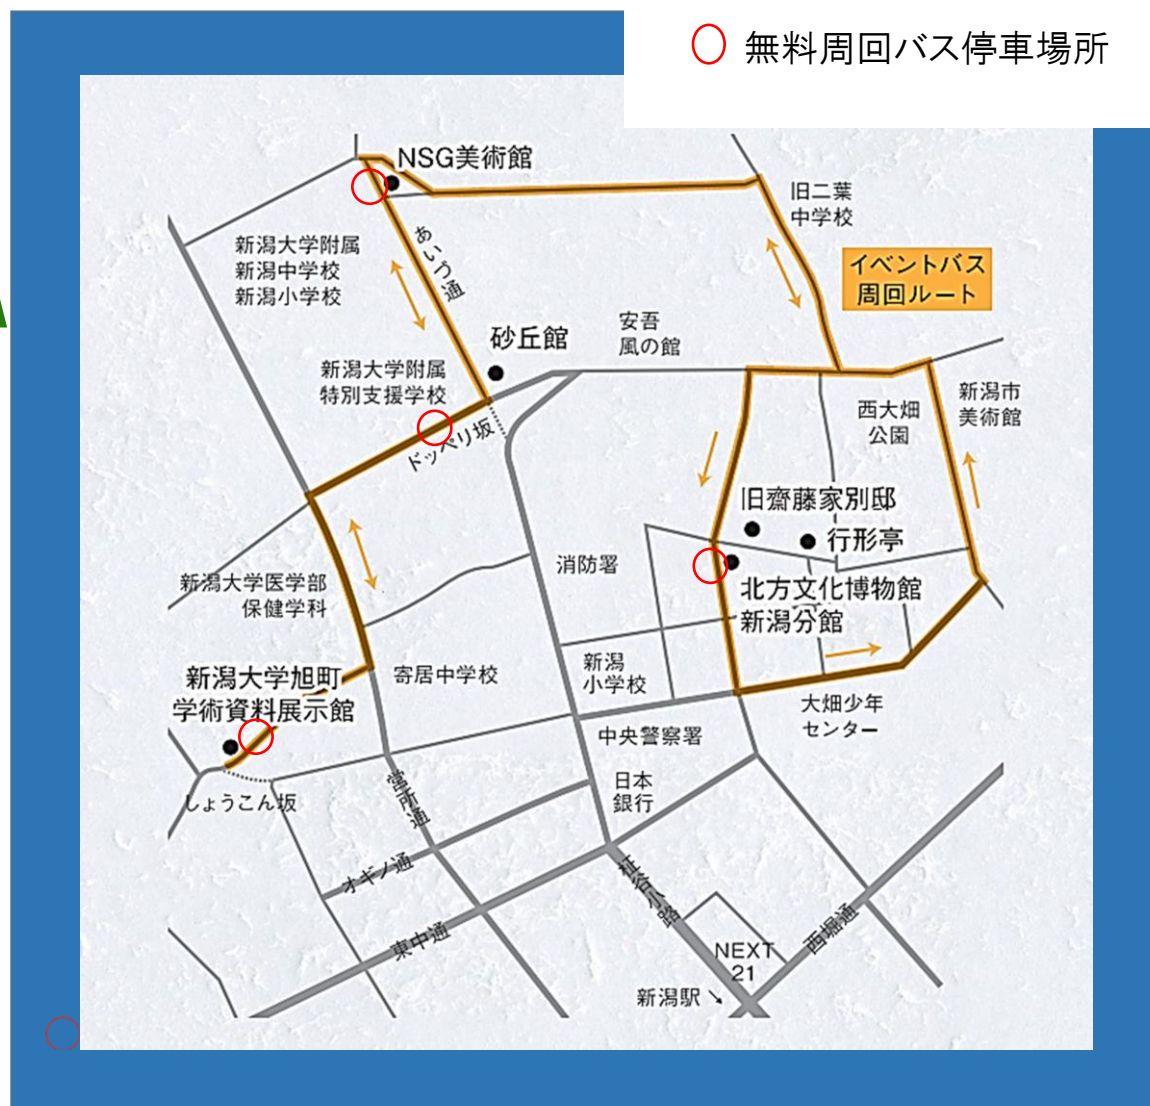 無料周回バス停車場所
NSG美術館
旧二葉
中学校
あいづ通
新潟大学附属
新潟中学校
新潟小学校
イベントバス
周回ルート
砂丘館
安吾
風の館
新潟大学附属
特別支援学校
新潟市
美術館
西大畑
公園
ドッペリ坂
旧齋藤家別邸
行形亭
消防署
新潟大学医学部
保健学科
北方文化博物館
新潟分館
新潟大学旭町
学術資料展示館
寄居中学校
新潟
小学校
大畑少年
センター
中央警察署
日本
銀行
しょうこん坂
営所通
オギノ通
柾谷小路
東中通
西堀通
NEXT
21
新潟駅↘